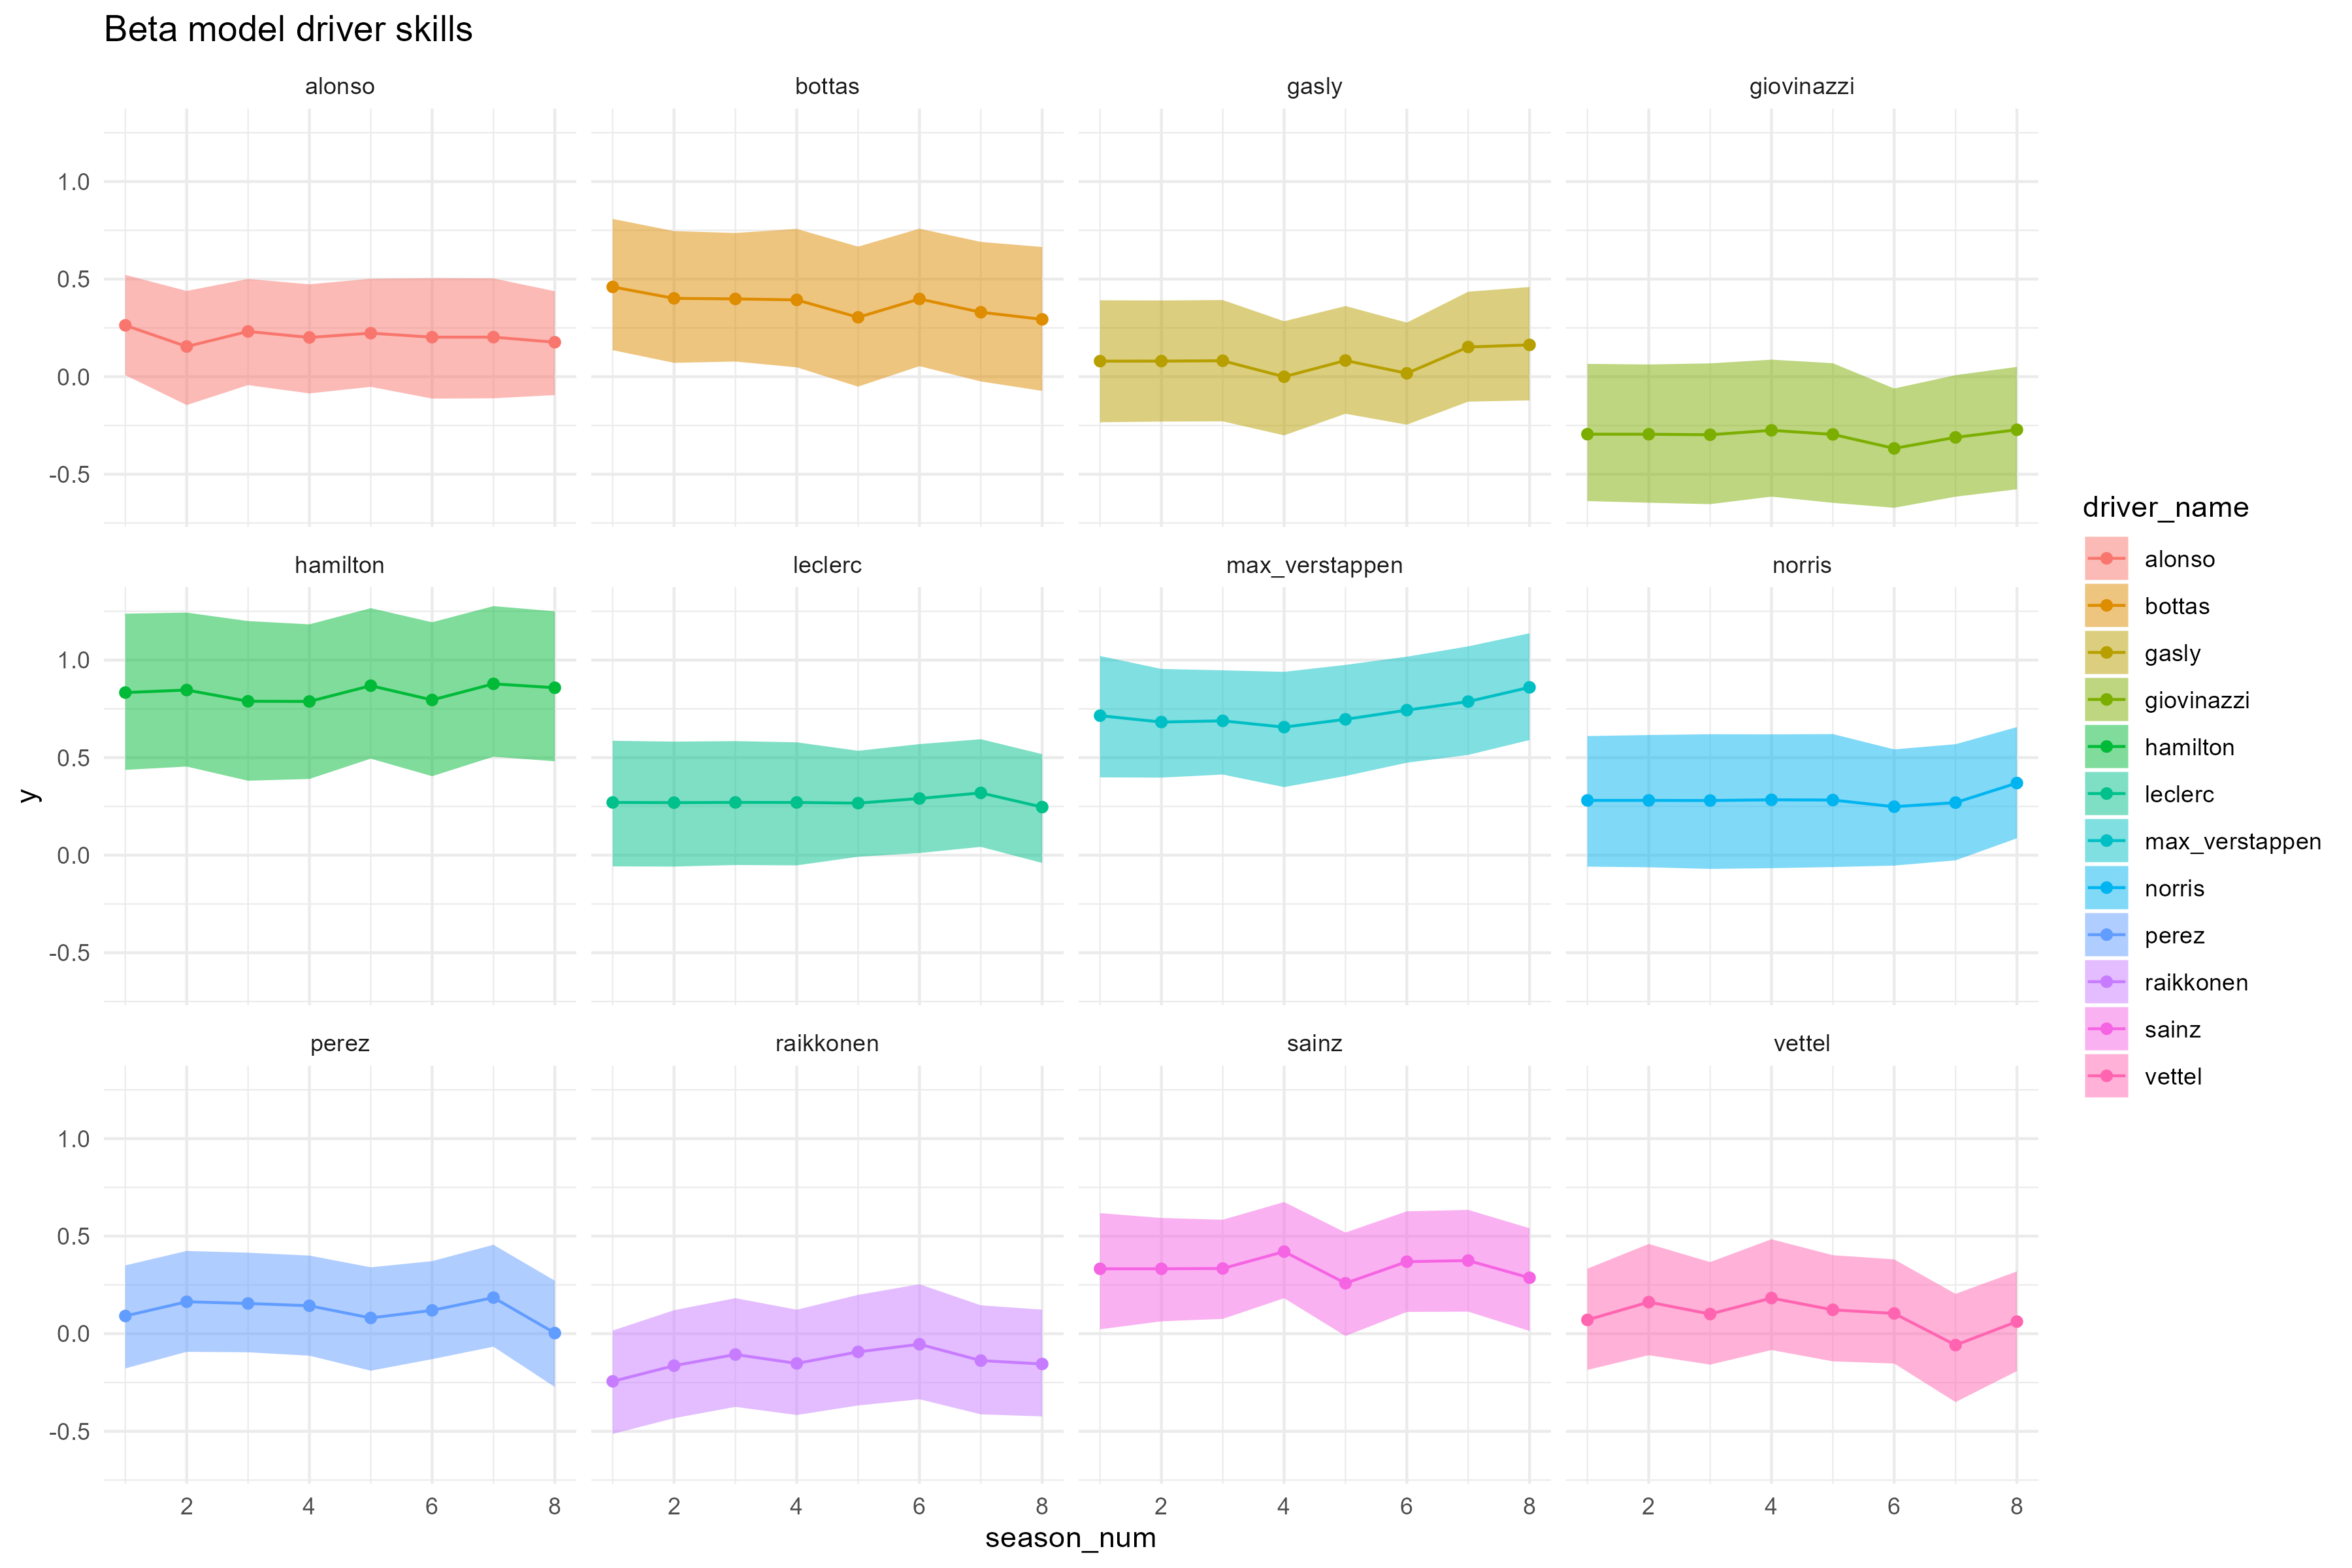 Beta model driver skills
alonso bottas gasly giovinazzi
1.0
0.5
0.0
-0.5
hamilton leclerc max_verstappen norris
1.0
0.5
0.0
-0.5
perez raikkonen sainz vettel
1.0
0.5
0.0
-0.5
2 4 6 8 2 4 6 8 2 4 6 8 2 4 6 8
season_num
y
driver_name
alonso
bottas
gasly
giovinazzi
hamilton
leclerc
max_verstappen
norris
perez
raikkonen
sainz
vettel